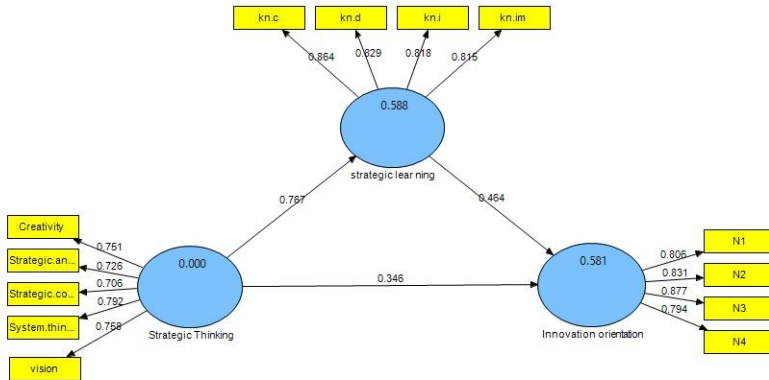 kn.c
kn.d
kn.i
kn.im
0.864
0.829
0.818
0.815
0.588
strategic learning
0.767
0.464
Creativity
Strategic.an...
Strategic.co...
System.thin...
vision
0.751
0.726
0.706
0.792
0.758
0.000
Strategic Thinking
0.346
0.581
Innovation orientation
0.806
0.831
0.877
0.794
N1
N2
N3
N4